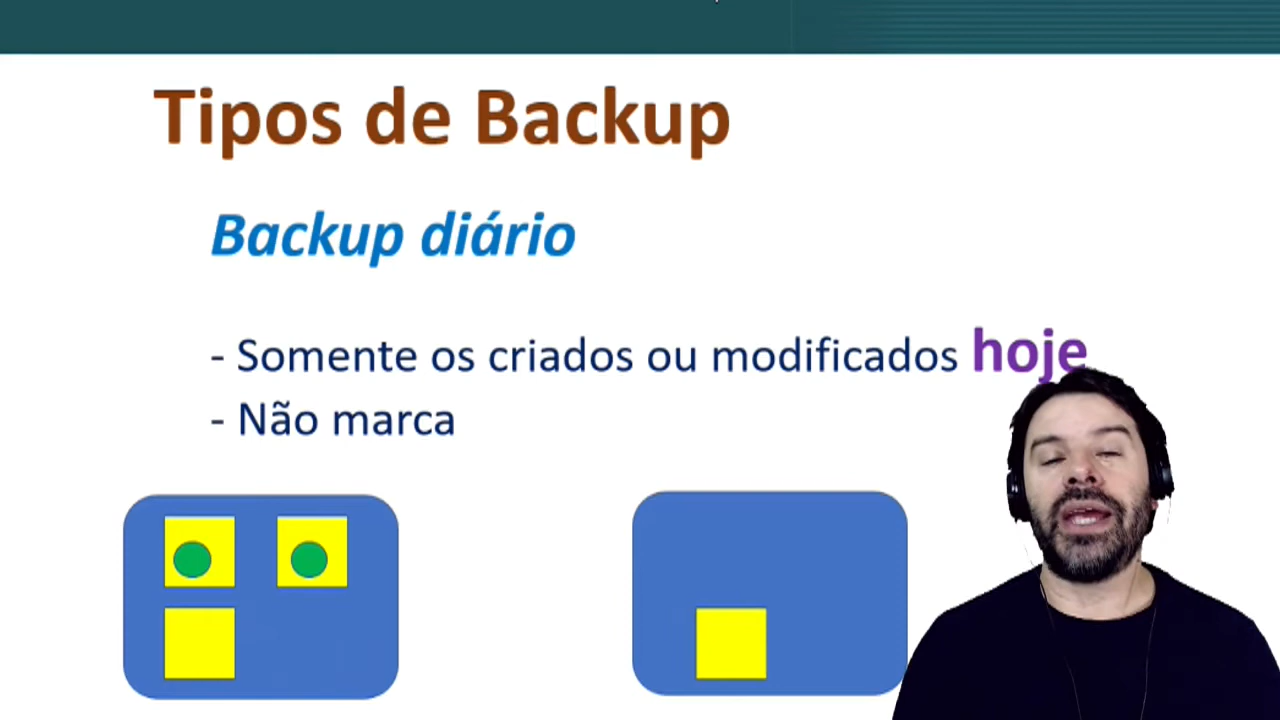 Tipos de Backup
Backup diário
- Somente os criados ou modificados hoje
- Não marca